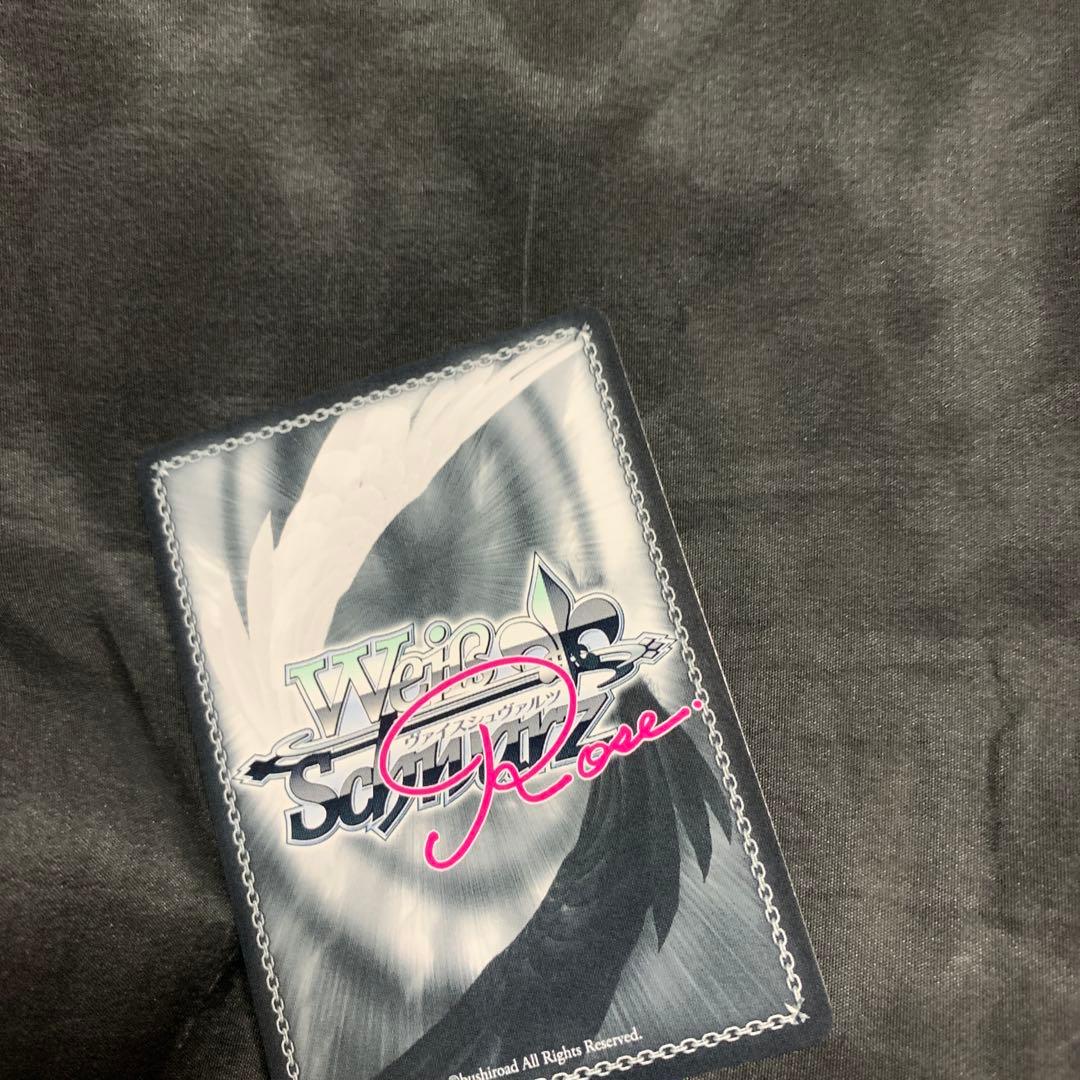 Weiß
ヴァイスシュヴァルツ
Schwarz
Rose.
©bushiroad All Rights Reserved.